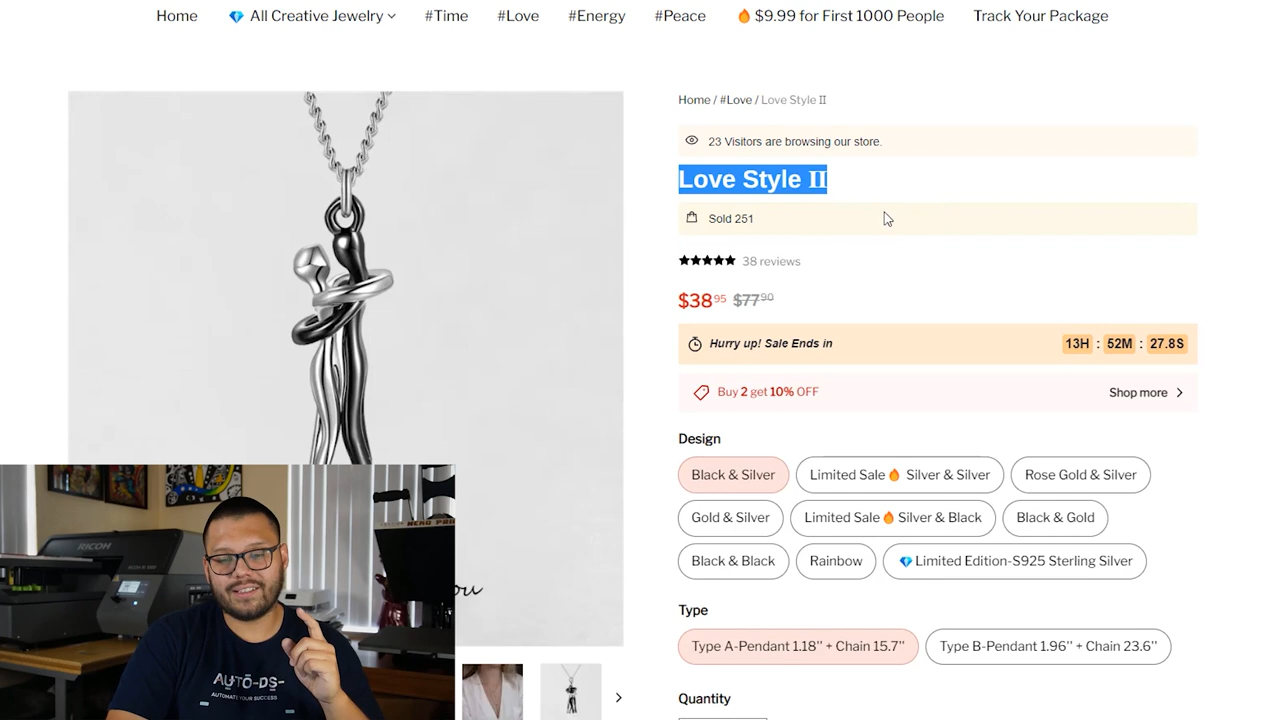 Home
All Creative Jewelry
#Time
#Love
#Energy
#Peace
🔥 $9.99 for First 1000 People
Track Your Package
Home / #Love / Love Style II
23 Visitors are browsing our store.
Love Style II
Sold 251
38 reviews
$38 95 $77 90
Hurry up! Sale Ends in 13H : 52M : 27.8S
Buy 2 get 10% OFF Shop more
Design
Black & Silver
Limited Sale🔥 Silver & Silver
Rose Gold & Silver
Gold & Silver
Limited Sale🔥 Silver & Black
Black & Gold
Black & Black
Rainbow
💎Limited Edition-S925 Sterling Silver
Type
Type A-Pendant 1.18'' + Chain 15.7''
Type B-Pendant 1.96'' + Chain 23.6''
Quantity
RICOH
AUTO-DS-
AUTOMATE YOUR SUCCESS